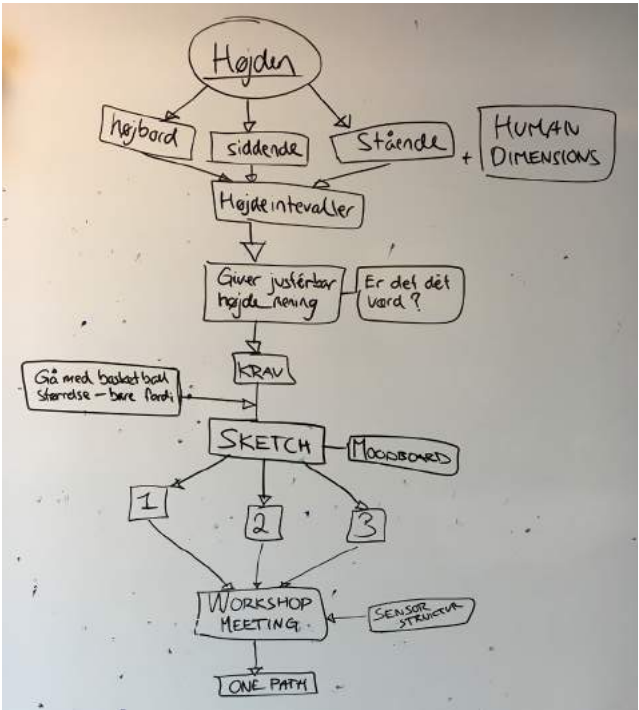 Højden
højbord
siddende
Stående
+
HUMAN
DIMENSIONS
Højdeintevaller
Giver justérbar
højde mening
Er det dét
værd?
KRAV
Gå med basketball
størrelse – bare fordi
SKETCH
MOODBOARD
1
2
3
WORKSHOP
MEETING.
SENSOR
STRUCTUR
ONE PATH